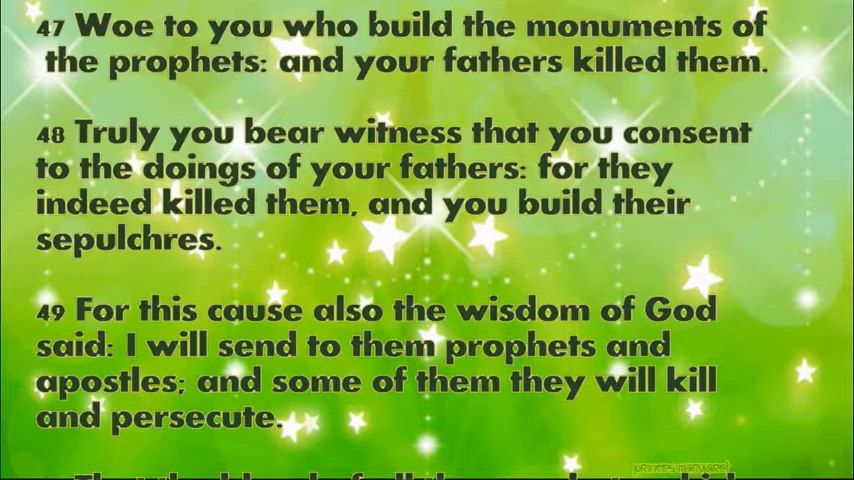 47 Woe to you who build the monuments of
the prophets: and your fathers killed them.
48 Truly you bear witness that you consent
to the doings of your fathers: for they
indeed killed them, and you build their
sepulchres.
49 For this cause also the wisdom of God
said: I will send to them prophets and
apostles; and some of them they will kill
and persecute.